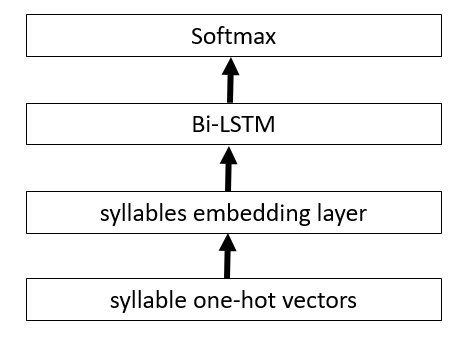 Softmax
Bi-LSTM
syllables embedding layer
syllable one-hot vectors